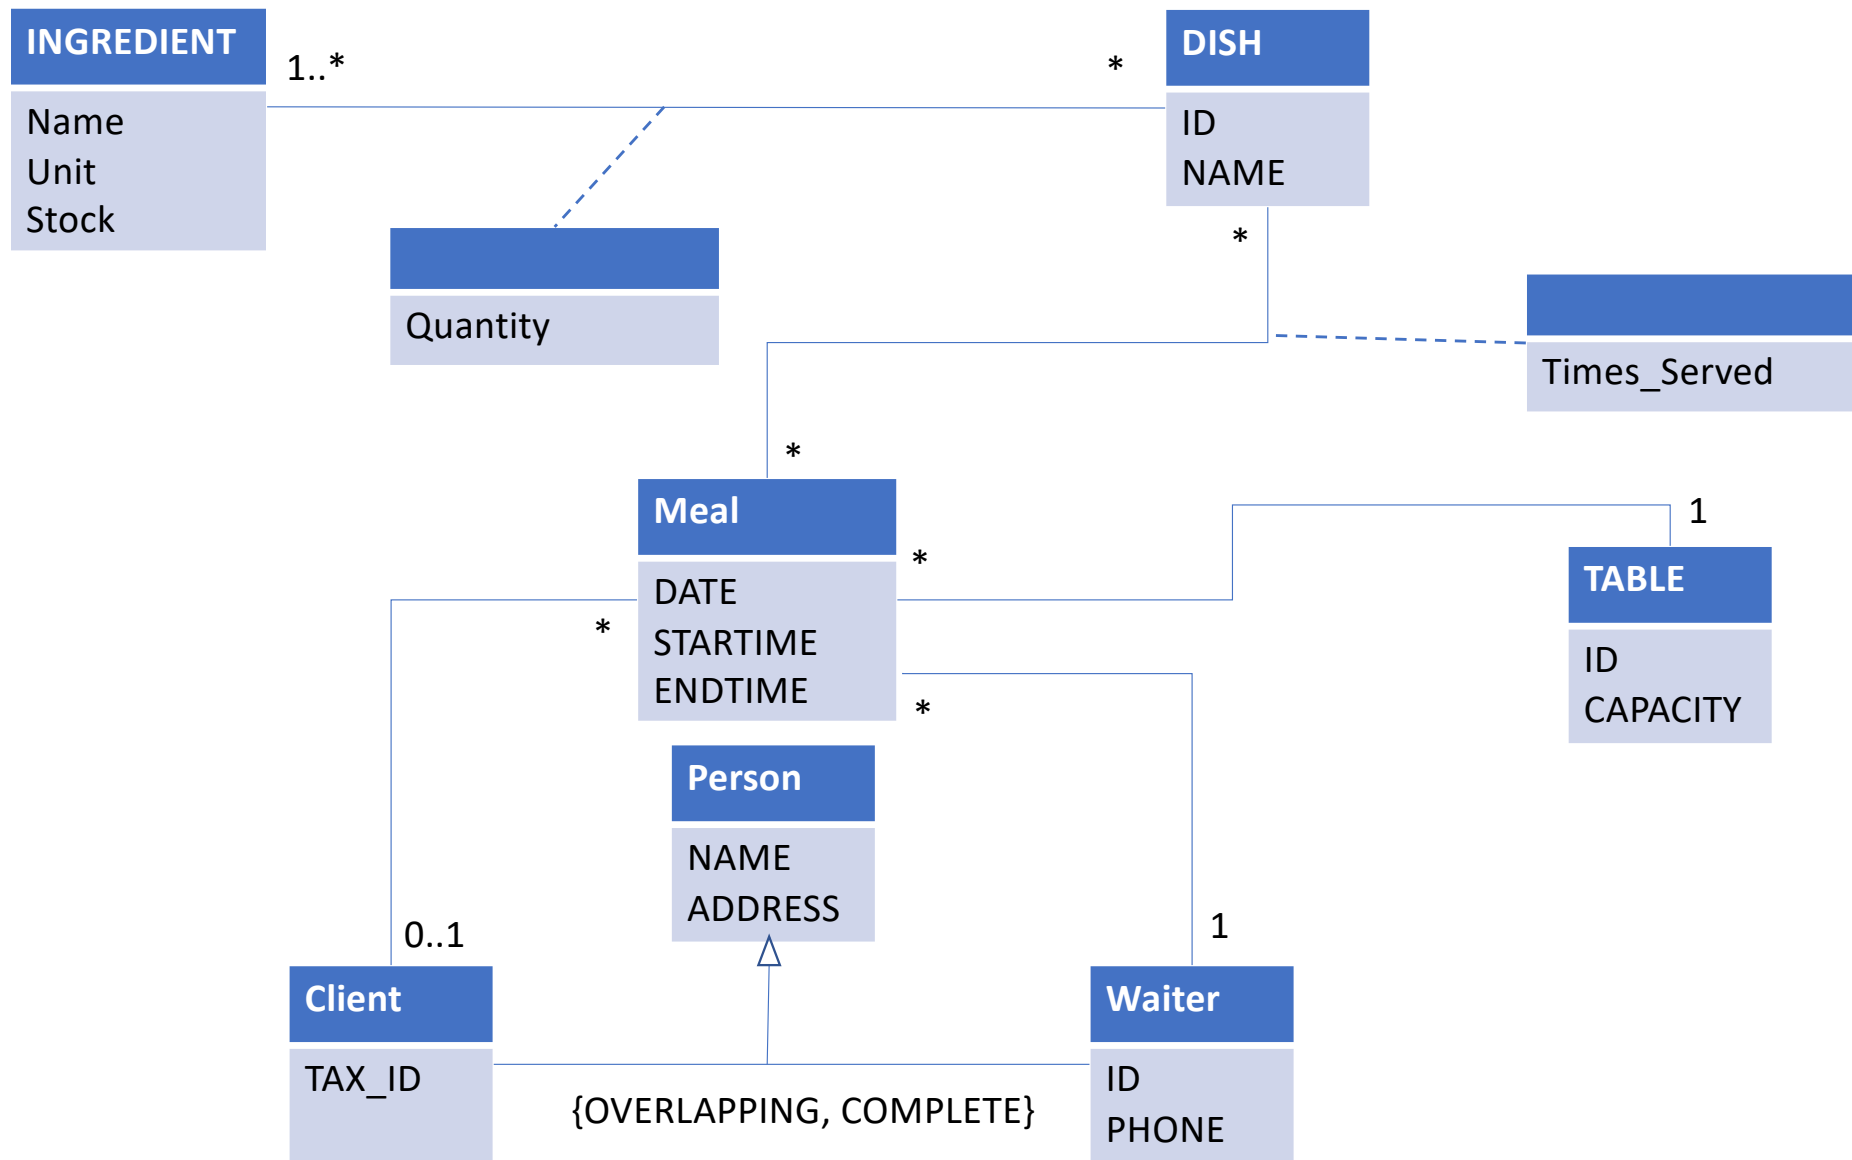 INGREDIENT
Name
Unit
Stock
1..*
*
DISH
ID
NAME
*
Quantity
Times_Served
*
Meal
DATE
STARTIME
ENDTIME
*
*
*
1
TABLE
ID
CAPACITY
Person
NAME
ADDRESS
0..1
1
Client
TAX_ID
{OVERLAPPING, COMPLETE}
Waiter
ID
PHONE